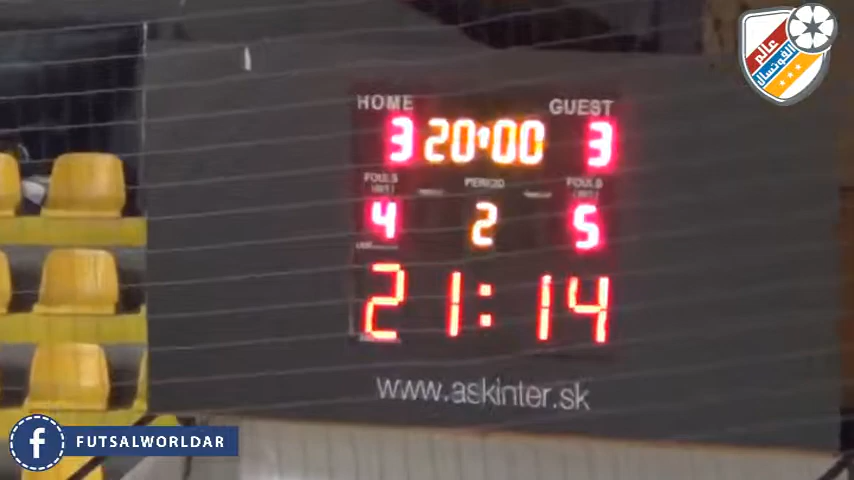 عالم
الفوتسال
HOME GUEST
3 20:00 3
FOULS PERIOD FOULS
4 2 5
21:14
www.askinter.sk
FUTSALWORLDAR